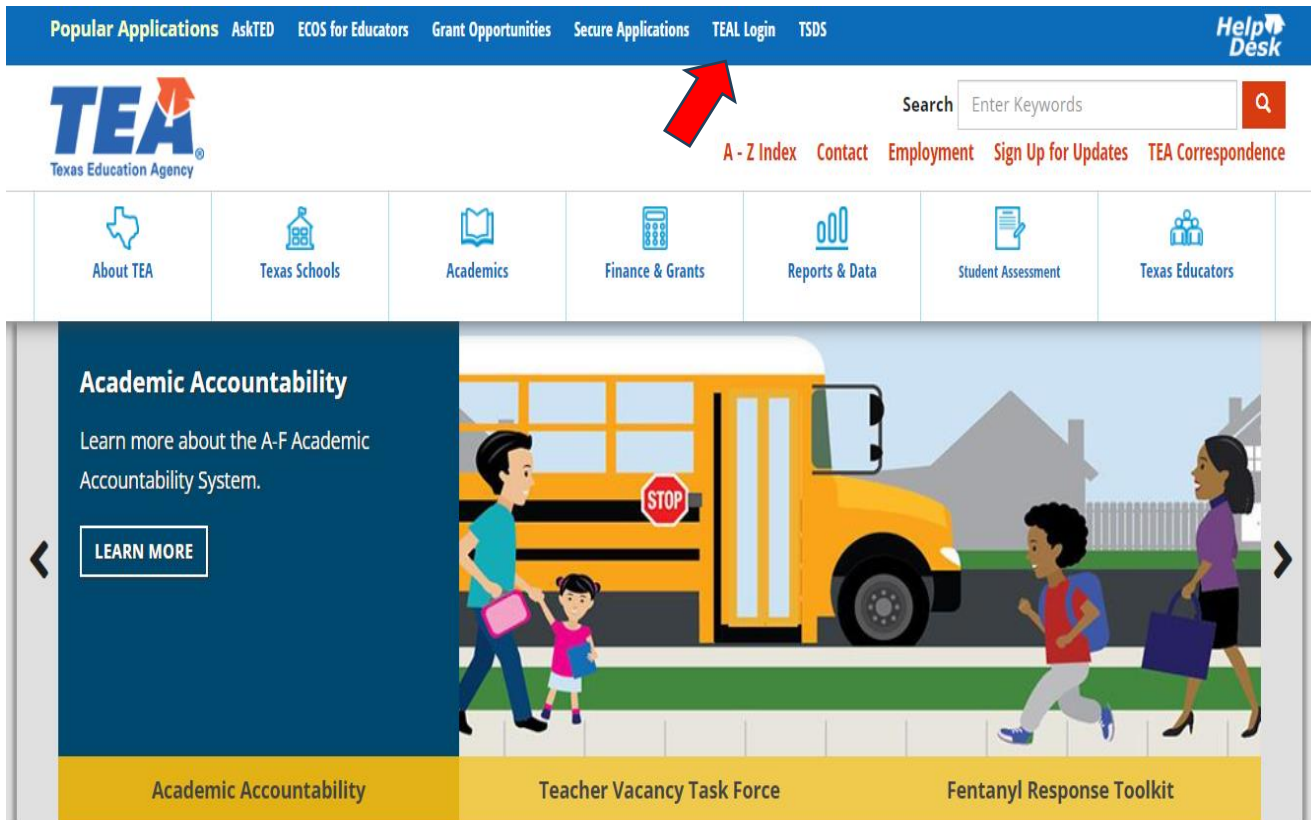 Popular Applications AskTED ECOS for Educators Grant Opportunities Secure Applications TEAL Login TSDS
Help
Desk
TEA®
Texas Education Agency
Search Enter Keywords
A - Z Index Contact Employment Sign Up for Updates TEA Correspondence
About TEA Texas Schools Academics Finance & Grants Reports & Data Student Assessment Texas Educators
Academic Accountability
Learn more about the A-F Academic
Accountability System.
LEARN MORE
STOP
Academic Accountability Teacher Vacancy Task Force Fentanyl Response Toolkit